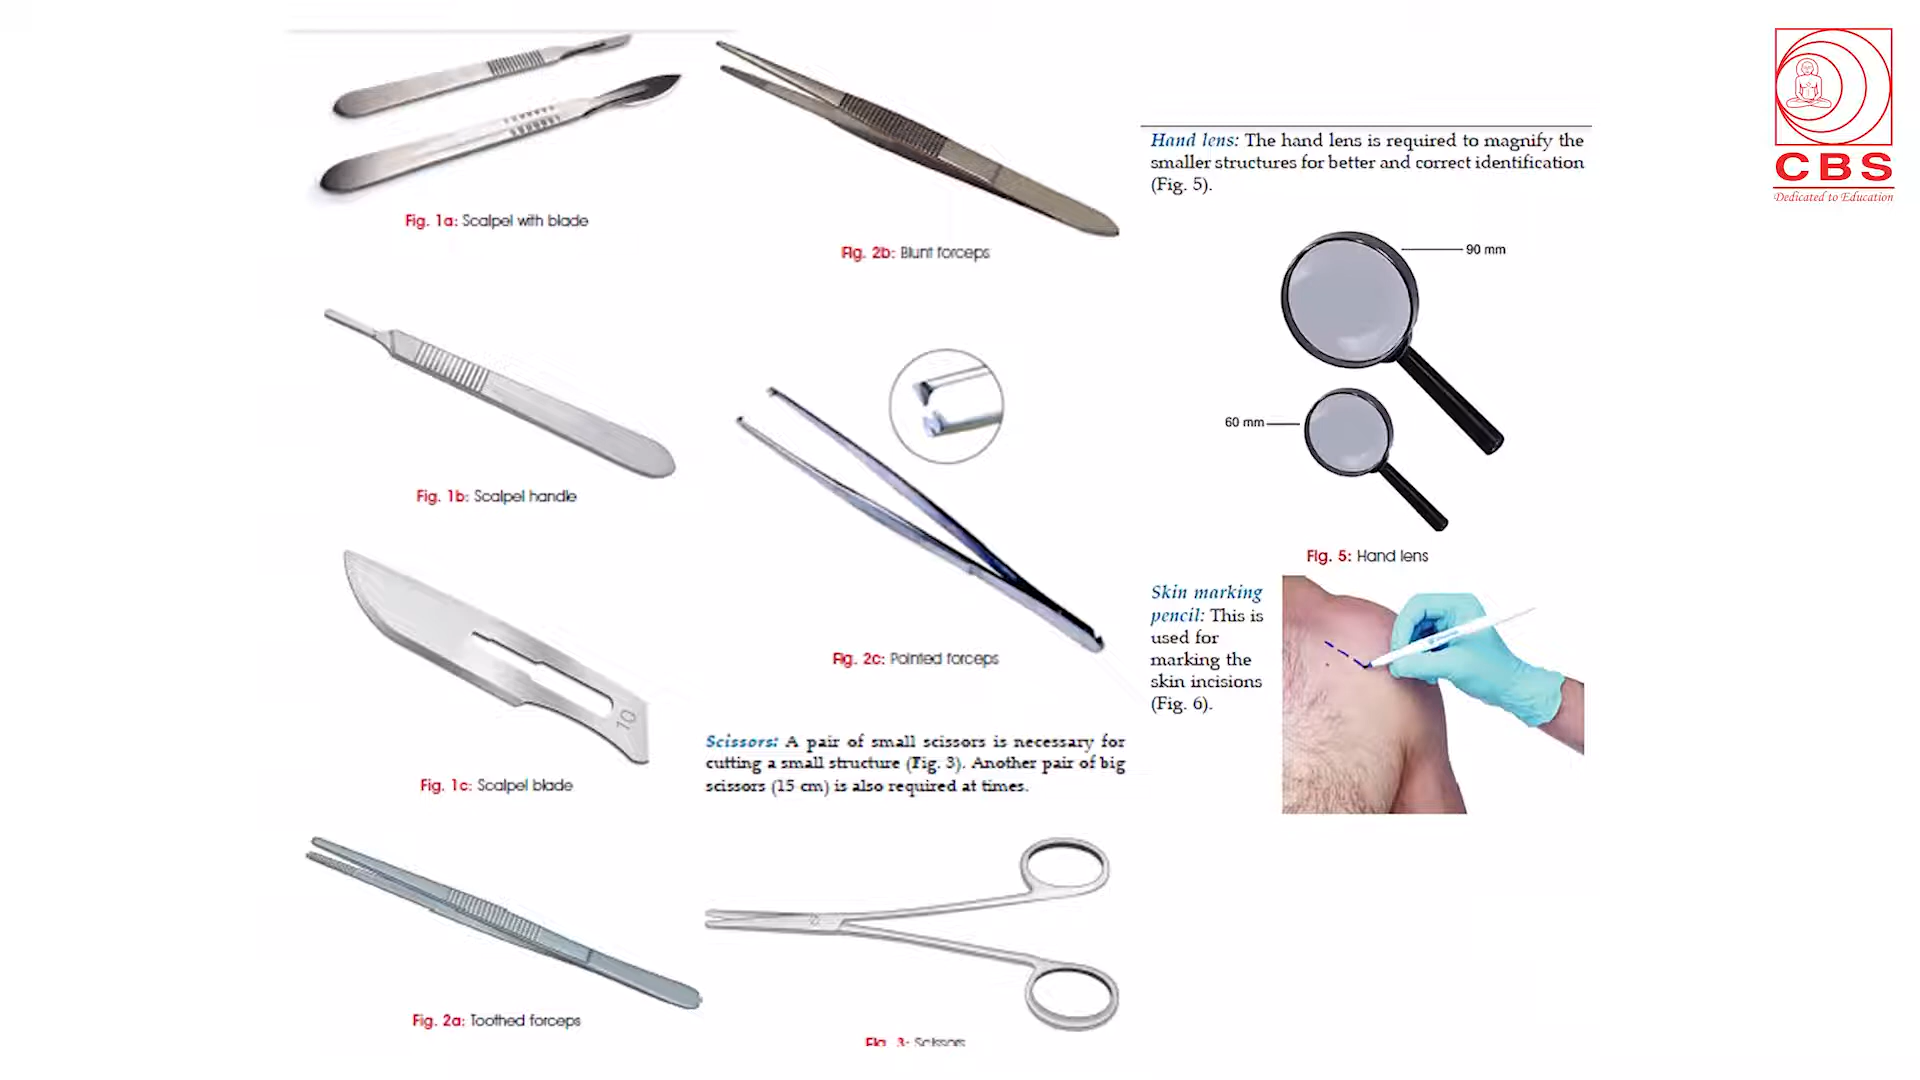 Fig. 1a: Scalpel with blade
Fig. 1b: Scalpel handle
Fig. 1c: Scalpel blade
10
Fig. 2a: Toothed forceps
Fig. 2b: Blunt forceps
Fig. 2c: Pointed forceps
Scissors: A pair of small scissors is necessary for
cutting a small structure (Fig. 3). Another pair of big
scissors (15 cm) is also required at times.
Fig. 3: Scissors
Hand lens: The hand lens is required to magnify the
smaller structures for better and correct identification
(Fig. 5).
90 mm
60 mm
Fig. 5: Hand lens
Skin marking
pencil: This is
used for
marking the
skin incisions
(Fig. 6).
CBS
Dedicated to Education